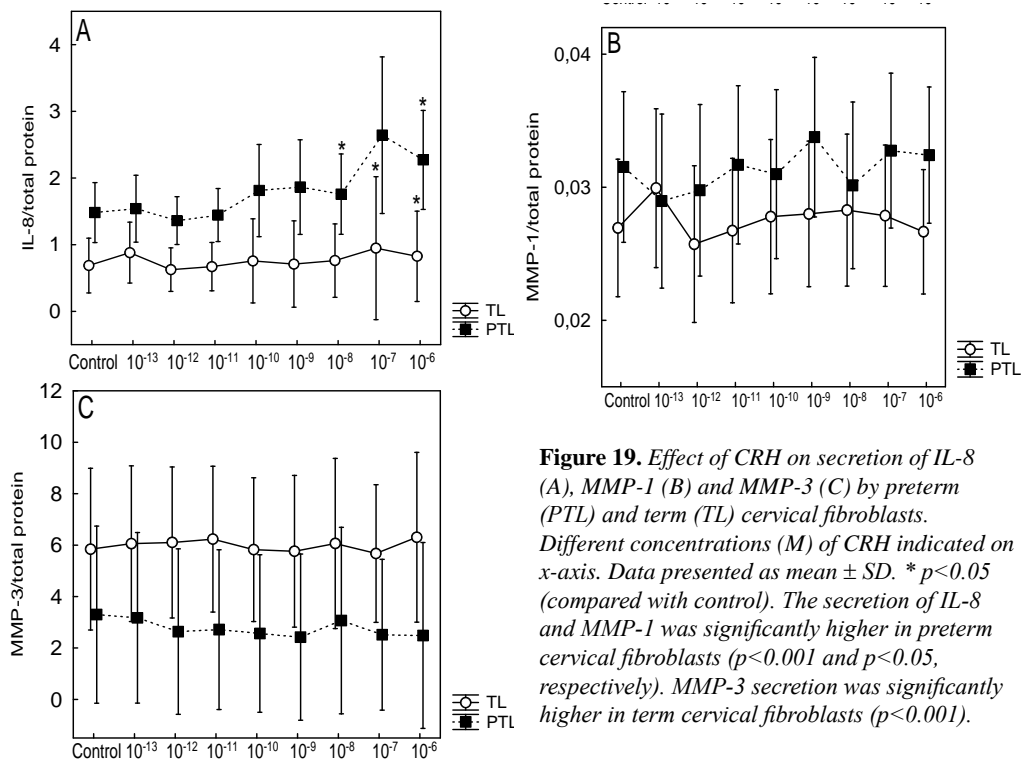 A
4
3
2
1
0
IL-8/total protein
* * * *
TL
PTL
Control 10-13 10-12 10-11 10-10 10-9 10-8 10-7 10-6
B
0,04
0,03
0,02
MMP-1/total protein
TL
PTL
Control 10-13 10-12 10-11 10-10 10-9 10-8 10-7 10-6
C
12
10
8
6
4
2
0
MMP-3/total protein
TL
PTL
Control 10-13 10-12 10-11 10-10 10-9 10-8 10-7 10-6
Figure 19. Effect of CRH on secretion of IL-8
(A), MMP-1 (B) and MMP-3 (C) by preterm
(PTL) and term (TL) cervical fibroblasts.
Different concentrations (M) of CRH indicated on
x-axis. Data presented as mean ± SD. * p<0.05
(compared with control). The secretion of IL-8
and MMP-1 was significantly higher in preterm
cervical fibroblasts (p<0.001 and p<0.05,
respectively). MMP-3 secretion was significantly
higher in term cervical fibroblasts (p<0.001).